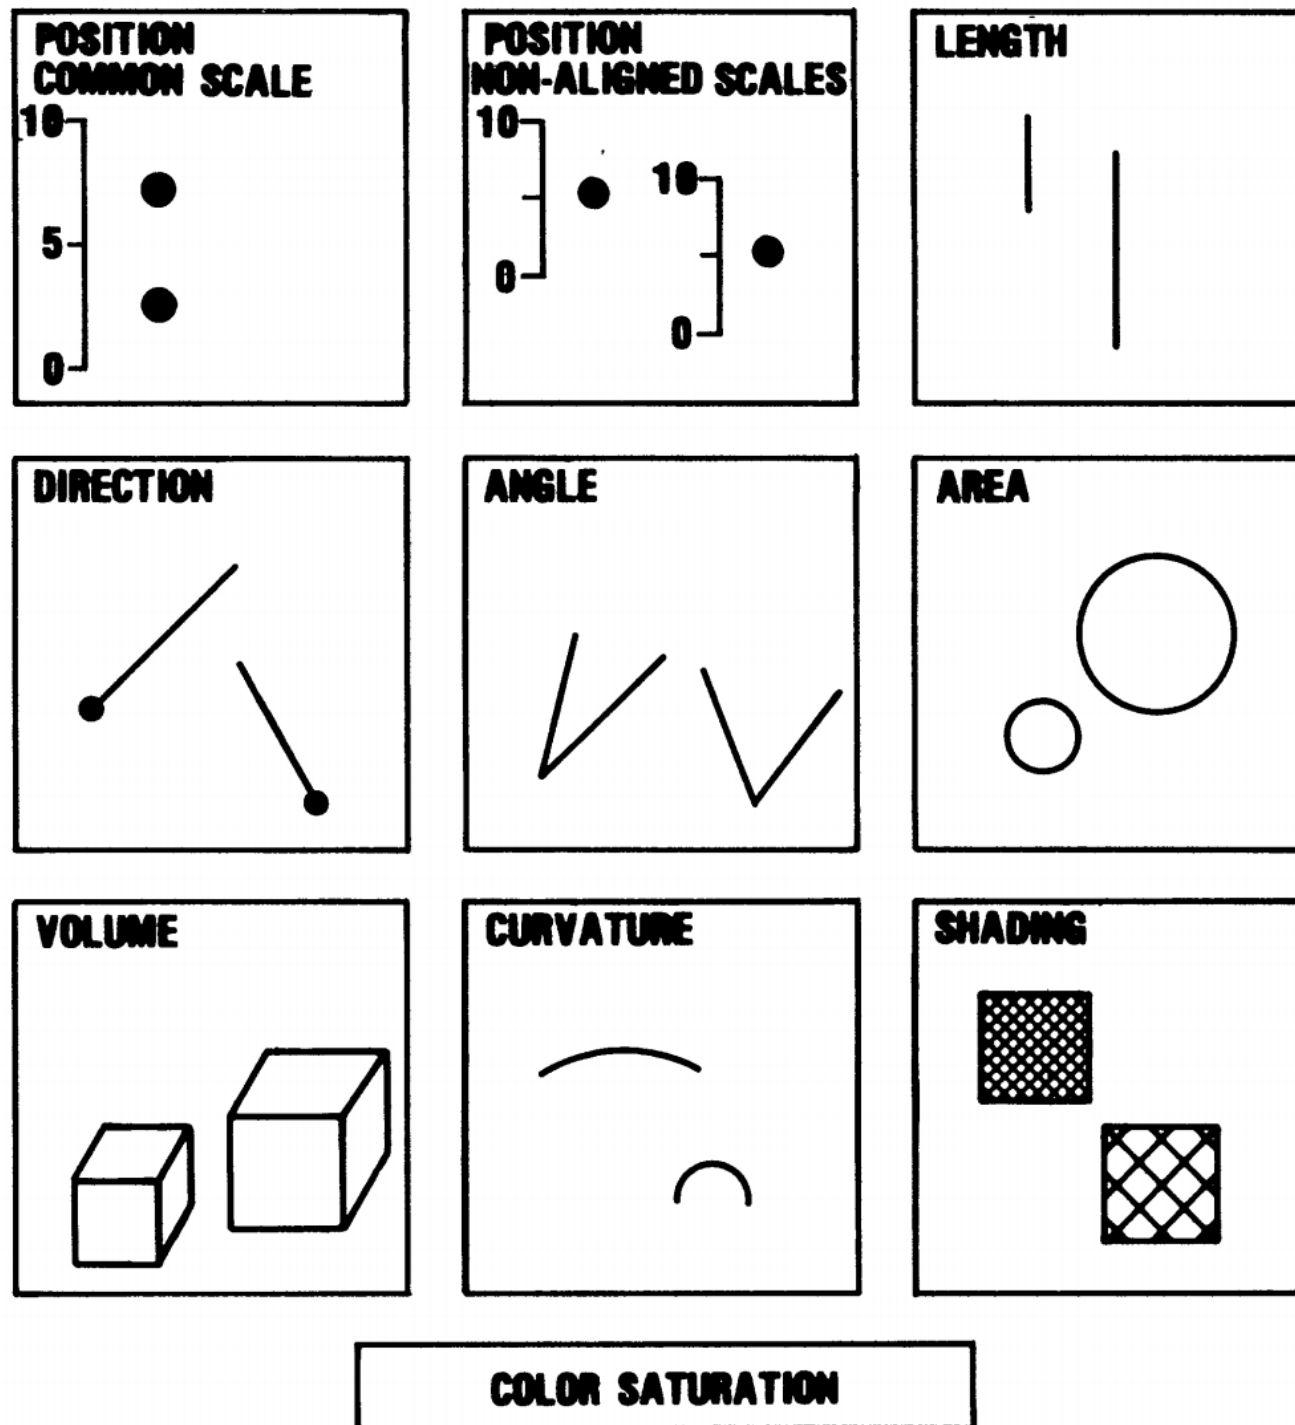 POSITION
COMMON SCALE
10
5
0
POSITION
NON-ALIGNED SCALES
10
0
10
0
LENGTH
DIRECTION
ANGLE
AREA
VOLUME
CURVATURE
SHADING
COLOR SATURATION